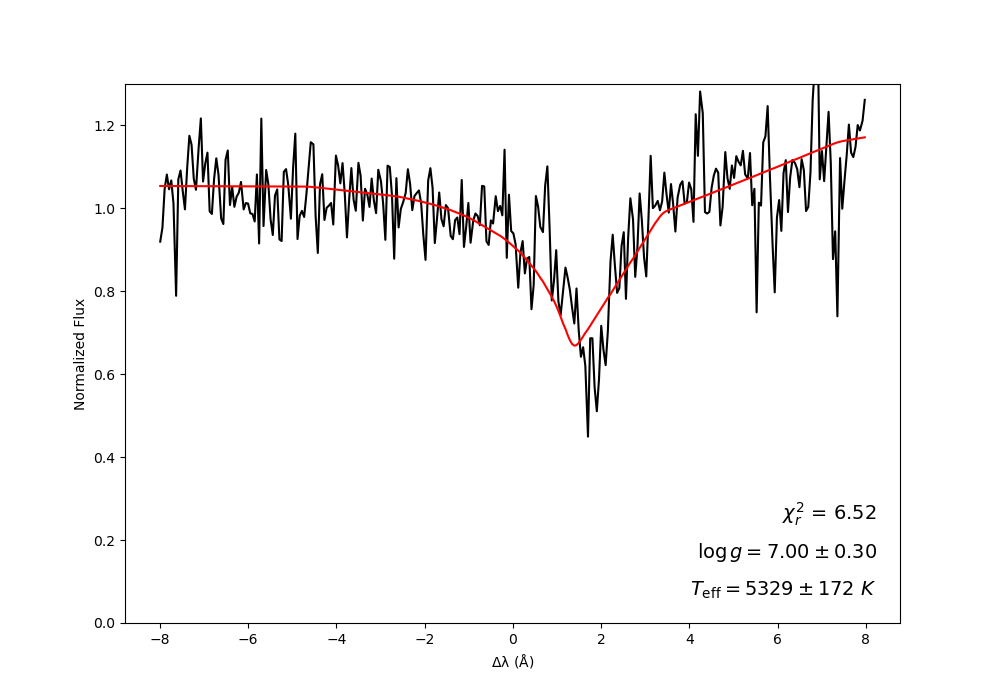 1.2
1.0
0.8
0.6
0.4
0.2
0.0
Normalized Flux
χ²ᵣ = 6.52
log g = 7.00 ± 0.30
T_eff = 5329 ± 172 K
−8 −6 −4 −2 0 2 4 6 8
Δλ (Å)